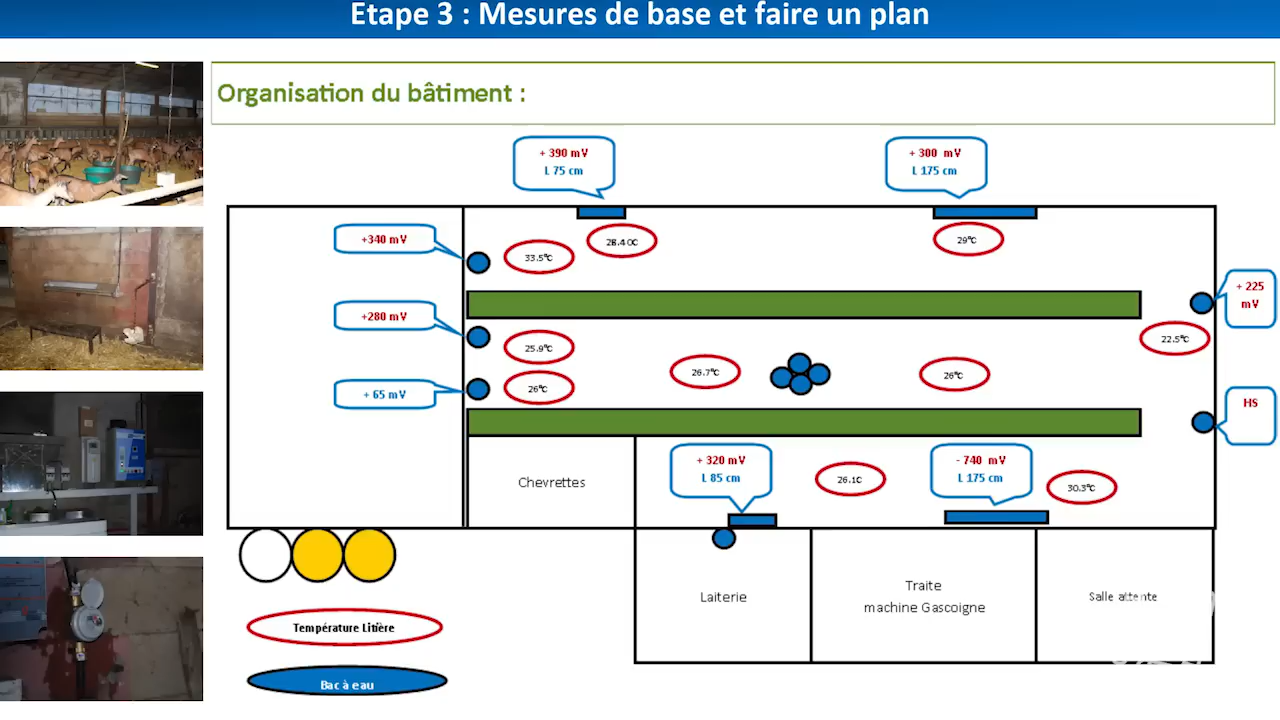 Etape 3 : Mesures de base et faire un plan
Organisation du bâtiment :
+ 390 mV
L 75 cm
+ 300 mV
L 175 cm
+340 mV
28.4 0C
29°C
33.5°C
+ 225
mV
+280 mV
22.5°C
25.9°C
26.7°C
26°C
26°C
+ 65 mV
HS
+ 320 mV
L 85 cm
- 740 mV
L 175 cm
Chevrettes
26.1C
30.3°C
Laiterie
Traite
machine Gascoigne
Salle attente
Température Litière
Bac à eau